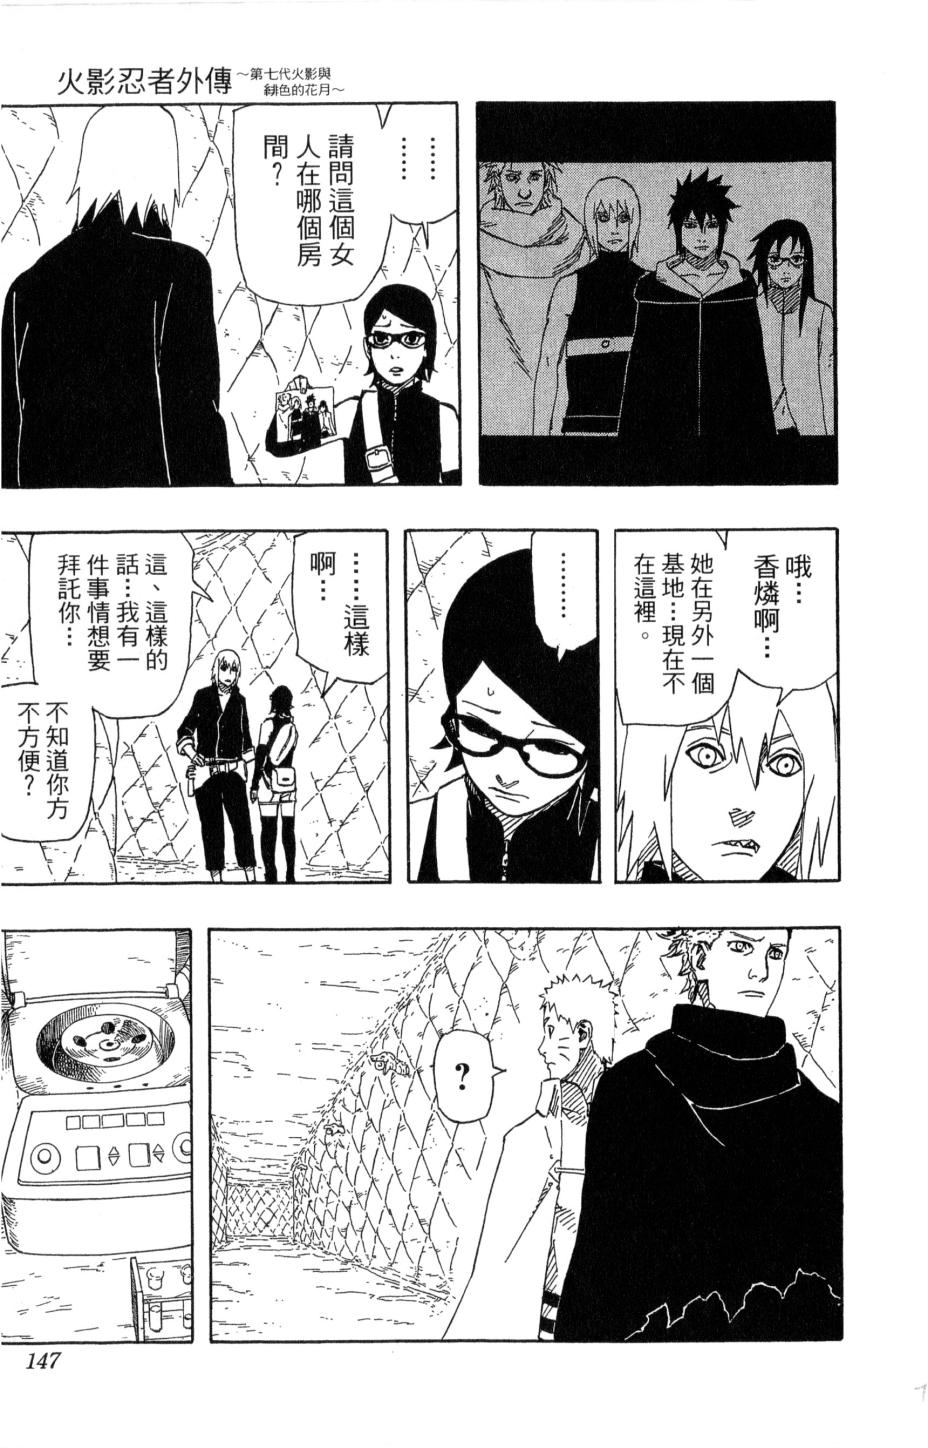 火影忍者外傳
～第七代火影與
緋色的花月～
……
……
請問這個女
人在哪個房
間？
哦…
香燐啊…
她在另外一個
基地…現在不
在這裡。
………
……這樣
啊…
這、這樣的
話…我有一
件事情想要
拜託你…
不知道你方
不方便？
？
147